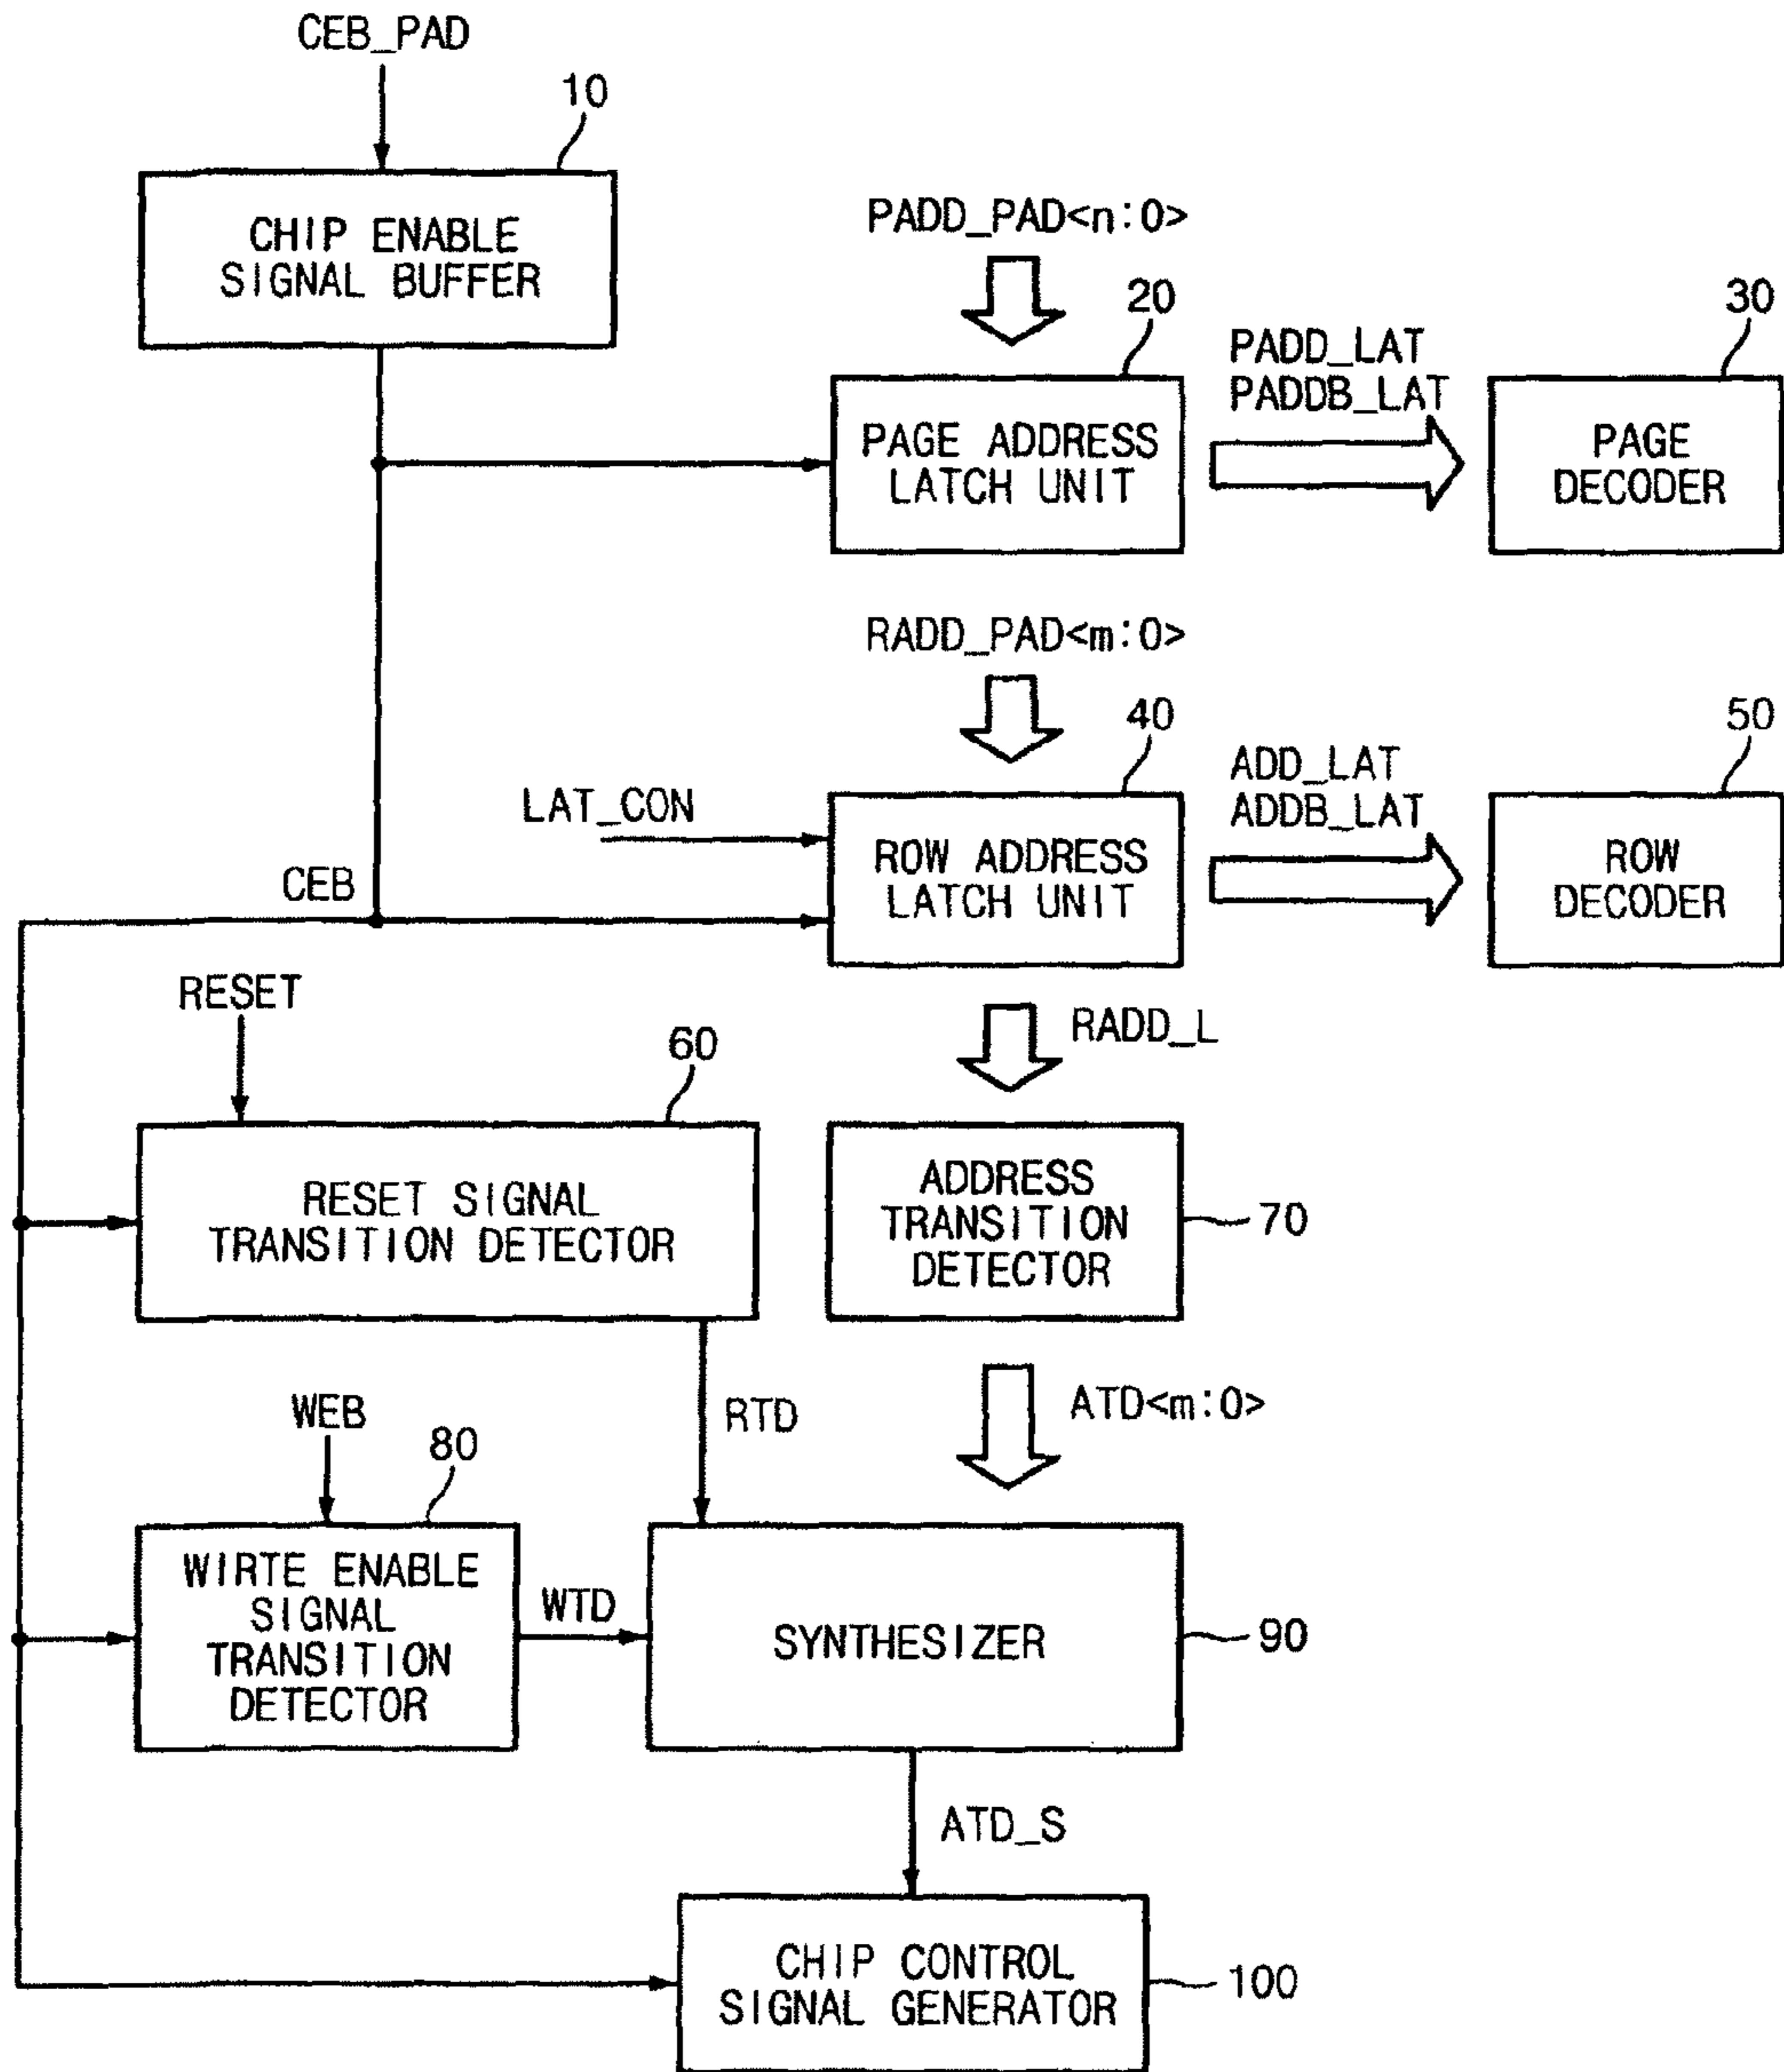 CEB_PAD
10
CHIP ENABLE
SIGNAL BUFFER
PADD_PAD<n:0>
20
PAGE ADDRESS
LATCH UNIT
PADD_LAT
PADDB_LAT
30
PAGE
DECODER
RADD_PAD<m:0>
40
LAT_CON
CEB
ROW ADDRESS
LATCH UNIT
ADD_LAT
ADDB_LAT
50
ROW
DECODER
RESET
60
RESET SIGNAL
TRANSITION DETECTOR
RADD_L
ADDRESS
TRANSITION
DETECTOR
70
RTD
ATD<m:0>
WEB
80
WIRTE ENABLE
SIGNAL
TRANSITION
DETECTOR
WTD
SYNTHESIZER
90
ATD_S
CHIP CONTROL
SIGNAL GENERATOR
100